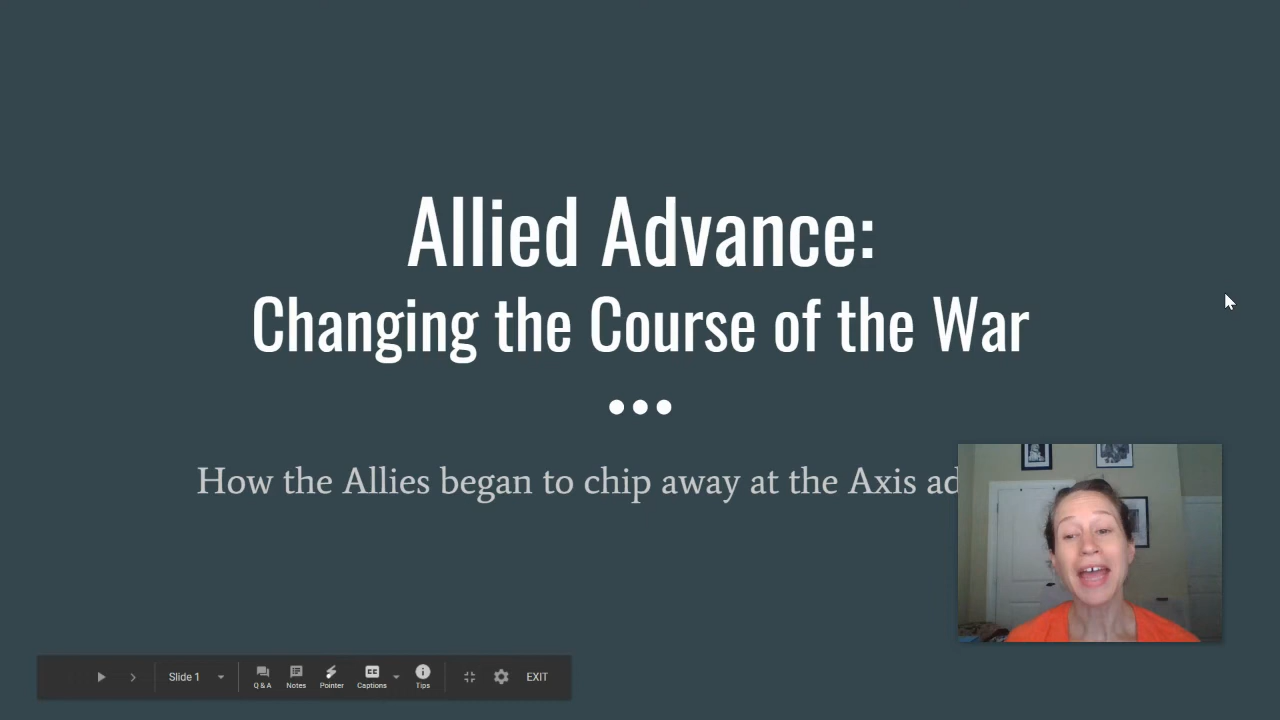 Allied Advance:
Changing the Course of the War
How the Allies began to chip away at the Axis
Slide 1
Q & A
Notes
Pointer
CC
Captions
Tips
EXIT